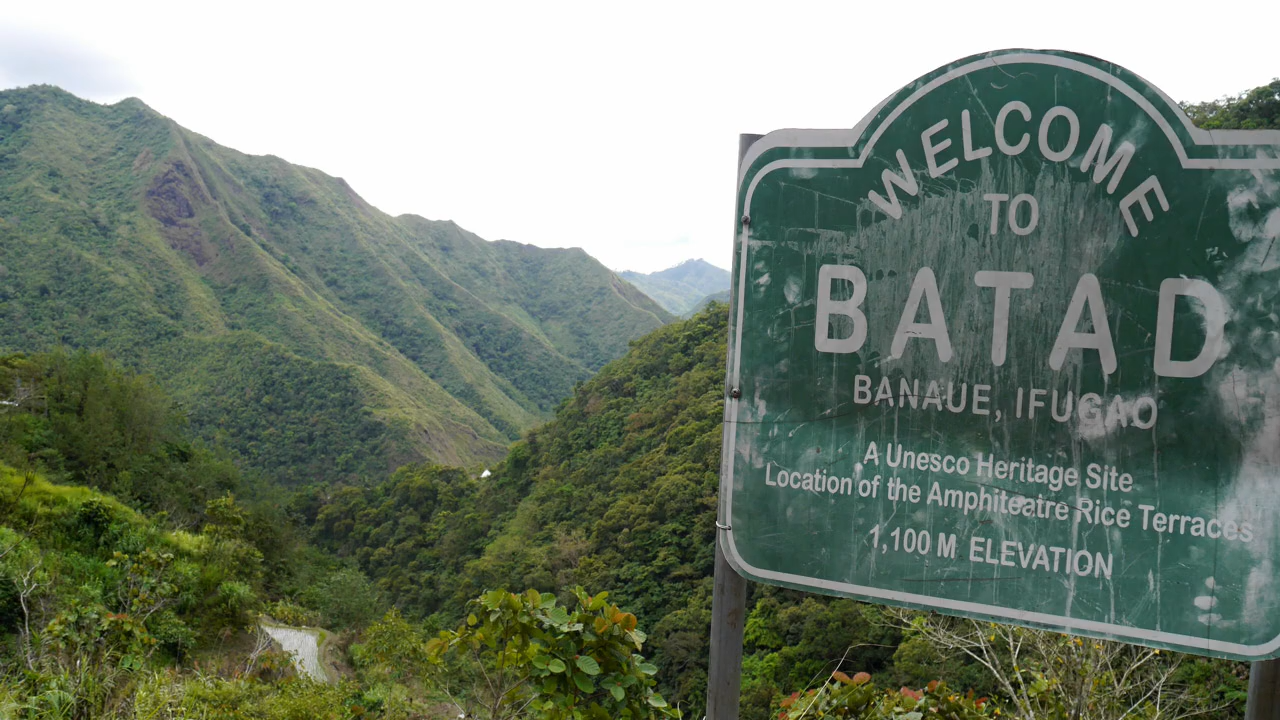 WELCOME
TO
BATAD
BANAUE, IFUGAO
A Unesco Heritage Site
Location of the Amphiteatre Rice Terraces
1,100 M ELEVATION